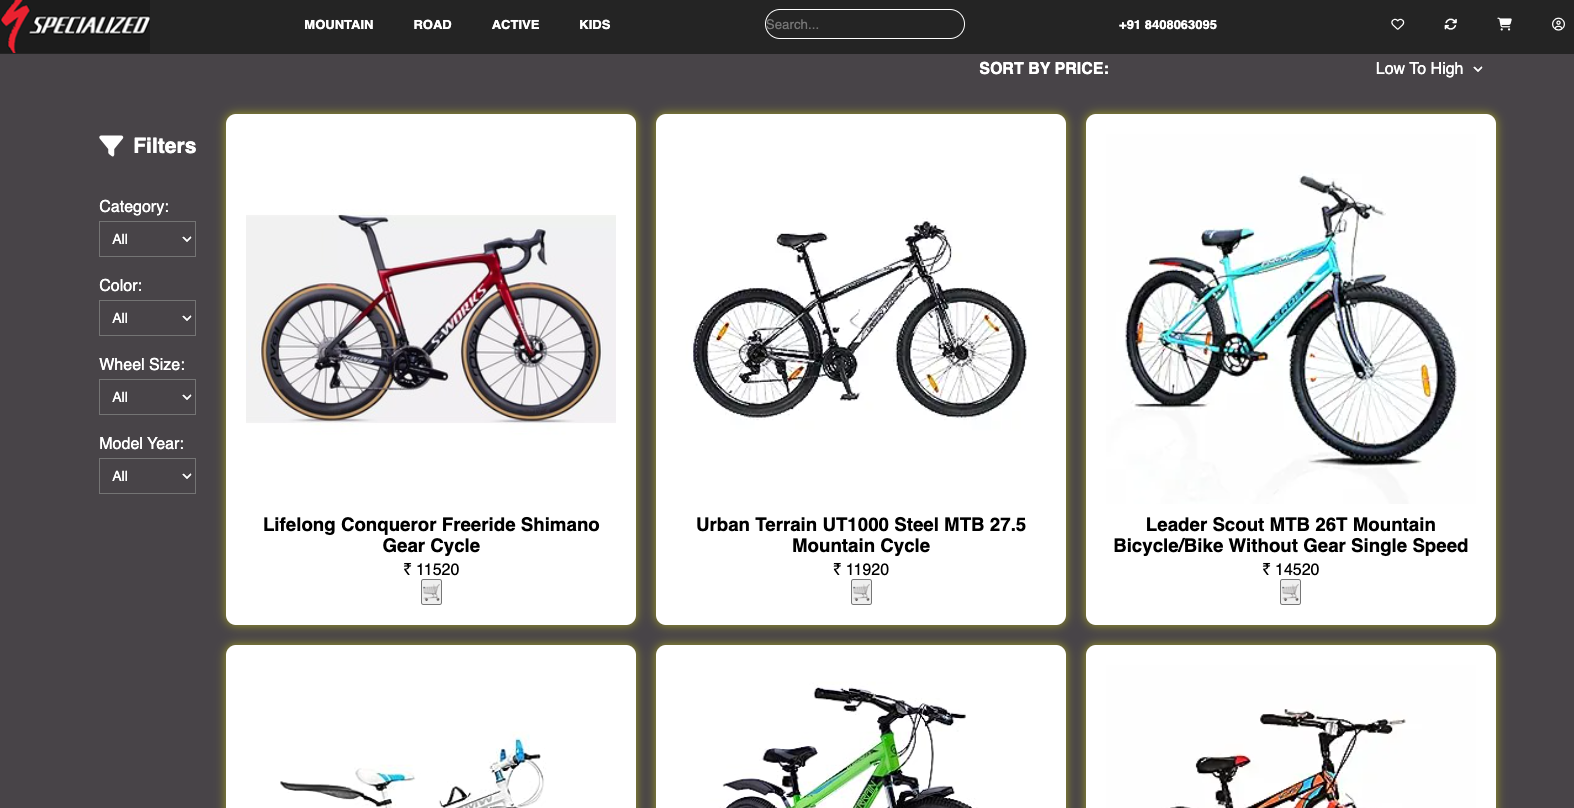 SPECIALIZED
MOUNTAIN
ROAD
ACTIVE
KIDS
Search...
+91 8408063095
SORT BY PRICE:
Low To High
Filters
Category:
All
Color:
All
Wheel Size:
All
Model Year:
All
S-WORKS
Lifelong Conqueror Freeride Shimano
Gear Cycle
₹ 11520
Urban Terrain UT1000 Steel MTB 27.5
Mountain Cycle
₹ 11920
LEADER
Leader Scout MTB 26T Mountain
Bicycle/Bike Without Gear Single Speed
₹ 14520